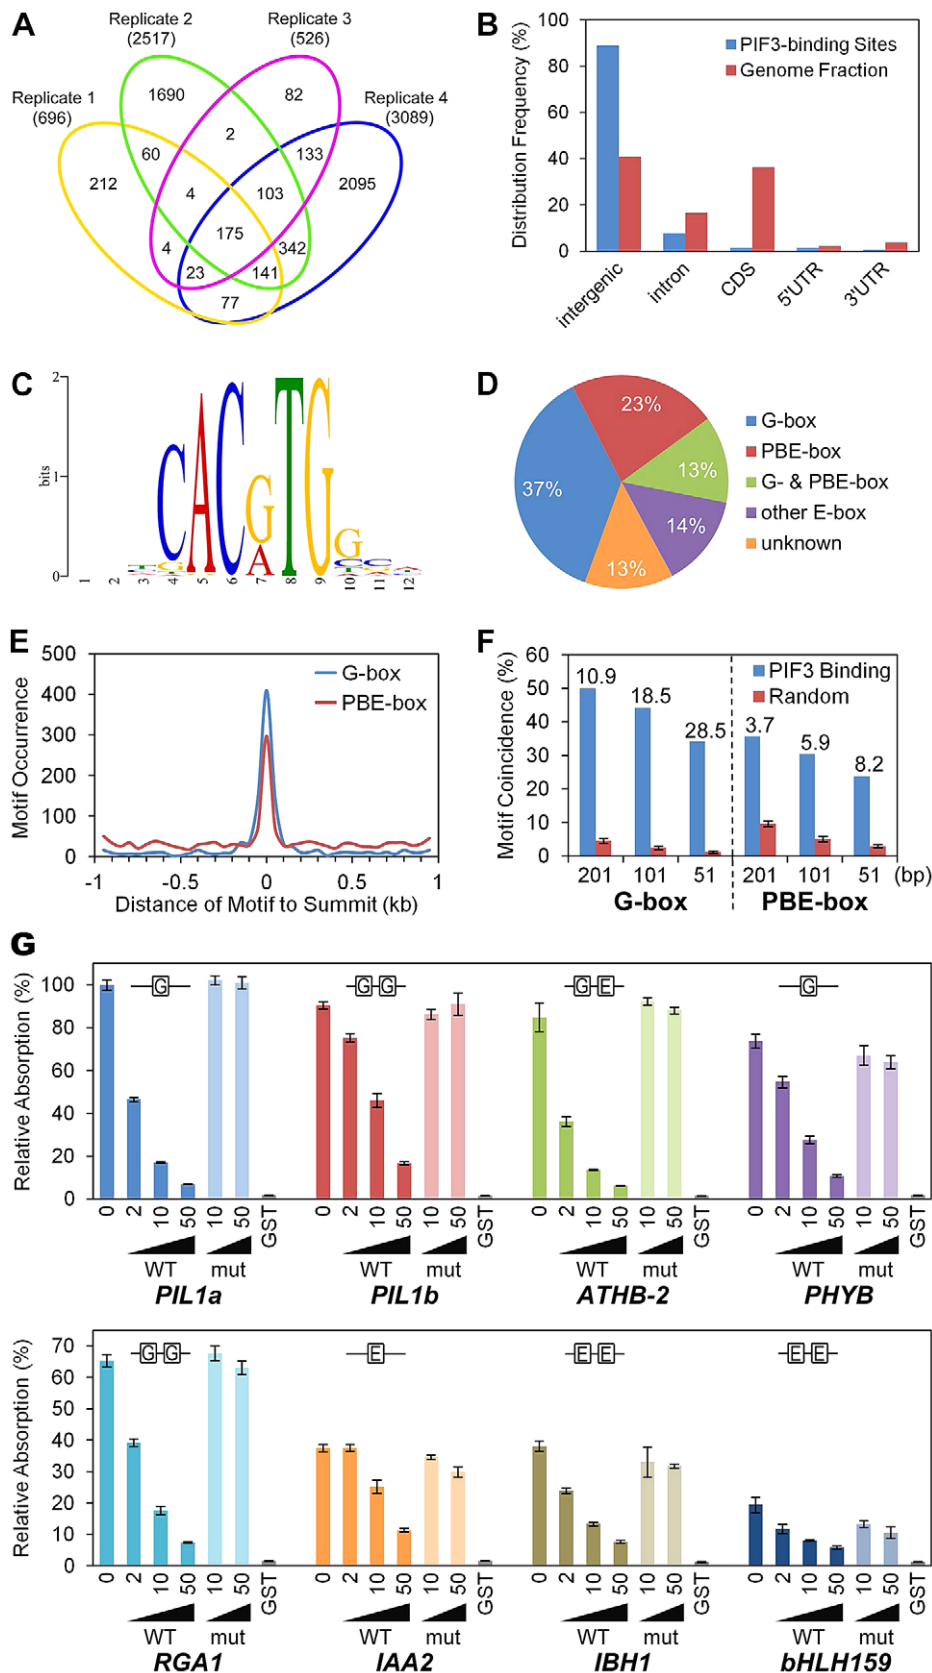 A
Replicate 2
(2517)
Replicate 3
(526)
Replicate 1
(696)
Replicate 4
(3089)
1690
82
2
60
133
212
4
103
2095
175
4
342
23
141
77
B
Distribution Frequency (%)
100
80
60
40
20
0
PIF3-binding Sites
Genome Fraction
intergenic
intron
CDS
5'UTR
3'UTR
C
bits
2
1
0
CACGTGG
A
1 2 3 4 5 6 7 8 9 10 11 12
D
23%
13%
14%
13%
37%
G-box
PBE-box
G- & PBE-box
other E-box
unknown
E
Motif Occurrence
500
400
300
200
100
0
G-box
PBE-box
-1 -0.5 0 0.5 1
Distance of Motif to Summit (kb)
F
Motif Coincidence (%)
60
50
40
30
20
10
0
10.9
18.5
28.5
3.7
5.9
8.2
PIF3 Binding
Random
201 101 51 201 101 51 (bp)
G-box PBE-box
G
Relative Absorption (%)
100
80
60
40
20
0
G
G G
G E
G
0 2 10 50 10 50 GST
WT mut
PIL1a
0 2 10 50 10 50 GST
WT mut
PIL1b
0 2 10 50 10 50 GST
WT mut
ATHB-2
0 2 10 50 10 50 GST
WT mut
PHYB
Relative Absorption (%)
70
60
50
40
30
20
10
0
G G
E
E E
E E
0 2 10 50 10 50 GST
WT mut
RGA1
0 2 10 50 10 50 GST
WT mut
IAA2
0 2 10 50 10 50 GST
WT mut
IBH1
0 2 10 50 10 50 GST
WT mut
bHLH159